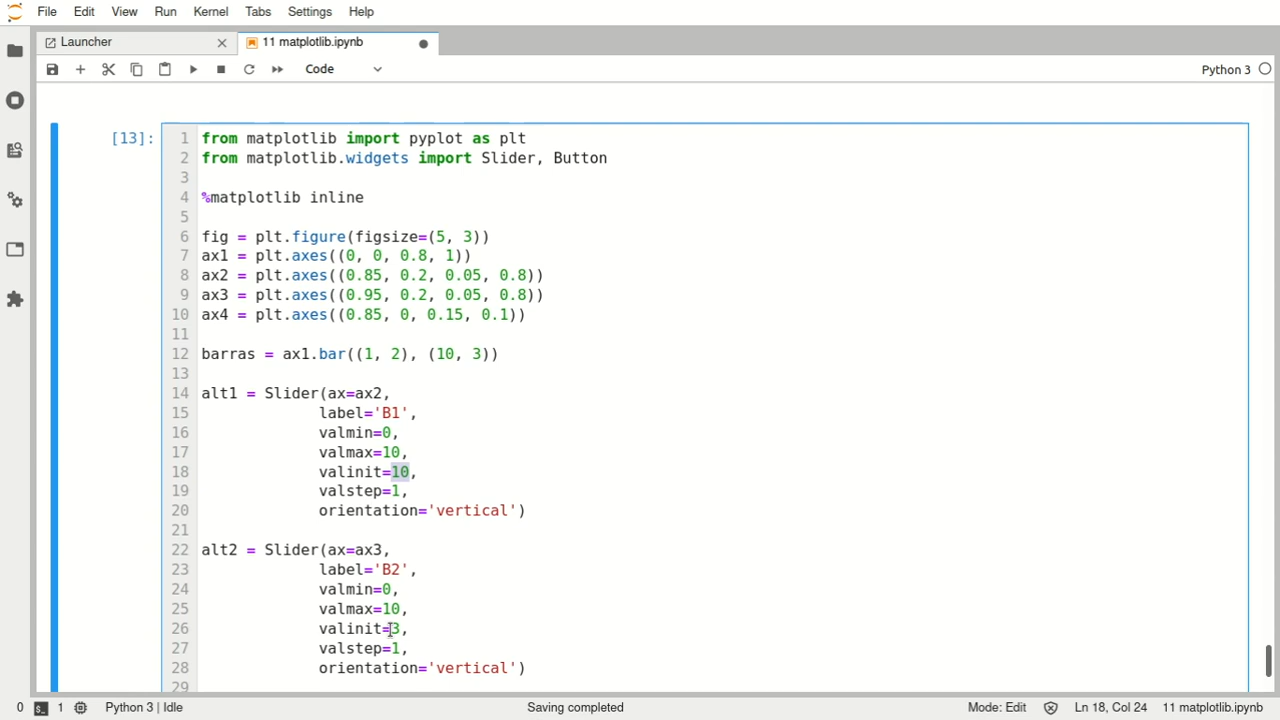 File Edit View Run Kernel Tabs Settings Help
Launcher 11 matplotlib.ipynb
Code Python 3
[13]:
1 from matplotlib import pyplot as plt
2 from matplotlib.widgets import Slider, Button
3
4 %matplotlib inline
5
6 fig = plt.figure(figsize=(5, 3))
7 ax1 = plt.axes((0, 0, 0.8, 1))
8 ax2 = plt.axes((0.85, 0.2, 0.05, 0.8))
9 ax3 = plt.axes((0.95, 0.2, 0.05, 0.8))
10 ax4 = plt.axes((0.85, 0, 0.15, 0.1))
11
12 barras = ax1.bar((1, 2), (10, 3))
13
14 alt1 = Slider(ax=ax2,
15 label='B1',
16 valmin=0,
17 valmax=10,
18 valinit=10,
19 valstep=1,
20 orientation='vertical')
21
22 alt2 = Slider(ax=ax3,
23 label='B2',
24 valmin=0,
25 valmax=10,
26 valinit=3,
27 valstep=1,
28 orientation='vertical')
29
0 1 Python 3 | Idle Saving completed Mode: Edit Ln 18, Col 24 11 matplotlib.ipynb